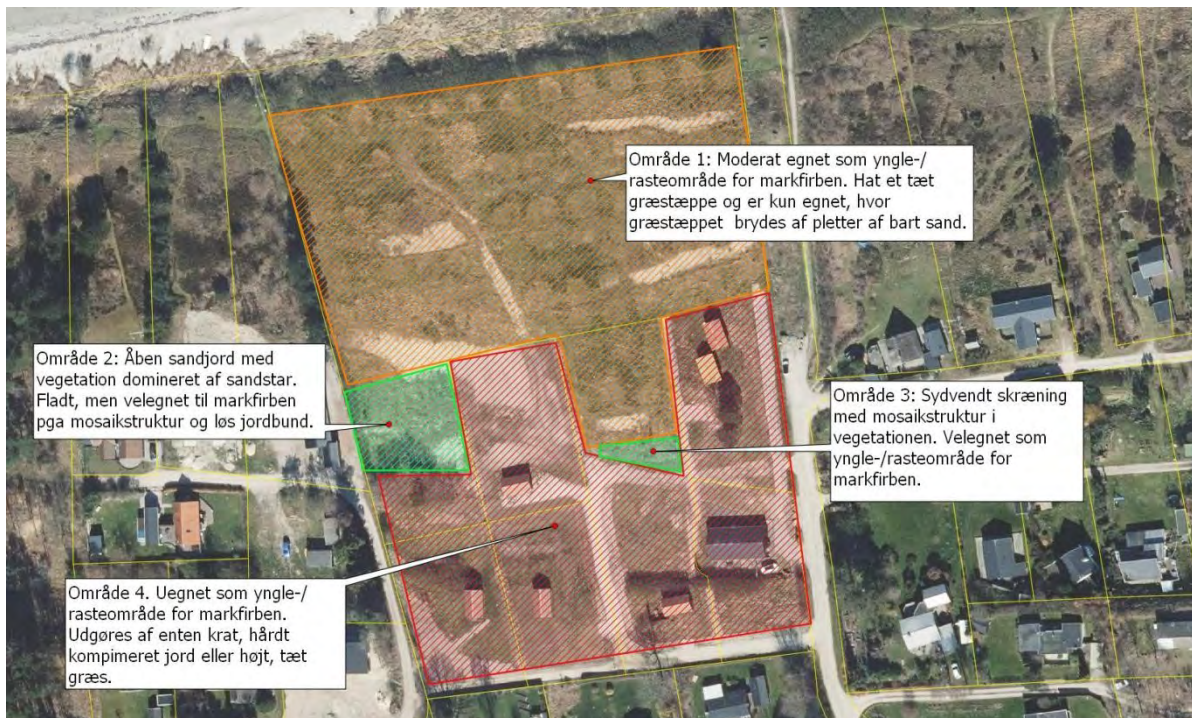 Område 1: Moderat egnet som yngle-/
rasteområde for markfirben. Hat et tæt
græstæppe og er kun egnet, hvor
græstæppet  brydes af pletter af bart sand.
Område 2: Åben sandjord med
vegetation domineret af sandstar.
Fladt, men velegnet til markfirben
pga mosaikstruktur og løs jordbund.
Område 3: Sydvendt skræning
med mosaikstruktur i
vegetationen. Velegnet som
yngle-/rasteområde for
markfirben.
Område 4. Uegnet som yngle-/
rasteområde for markfirben.
Udgøres af enten krat, hårdt
kompimeret jord eller højt, tæt
græs.